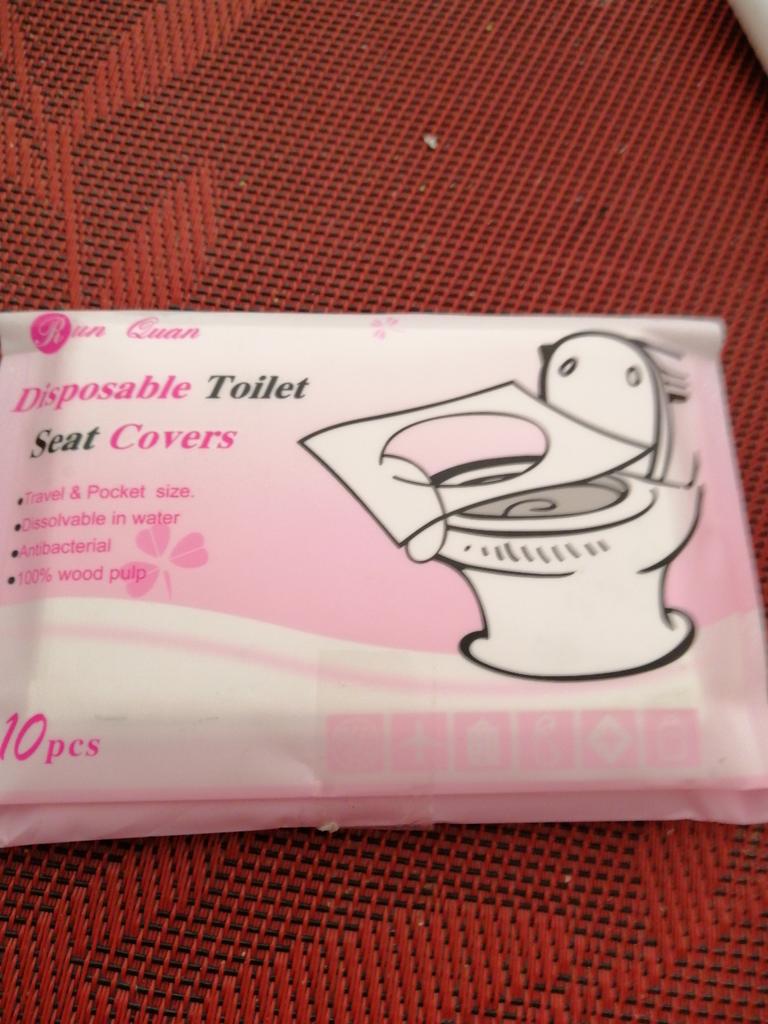 Run Quan
Disposable Toilet
Seat Covers
•Travel & Pocket size.
•Dissolvable in water
•Antibacterial
•100% wood pulp
10pcs